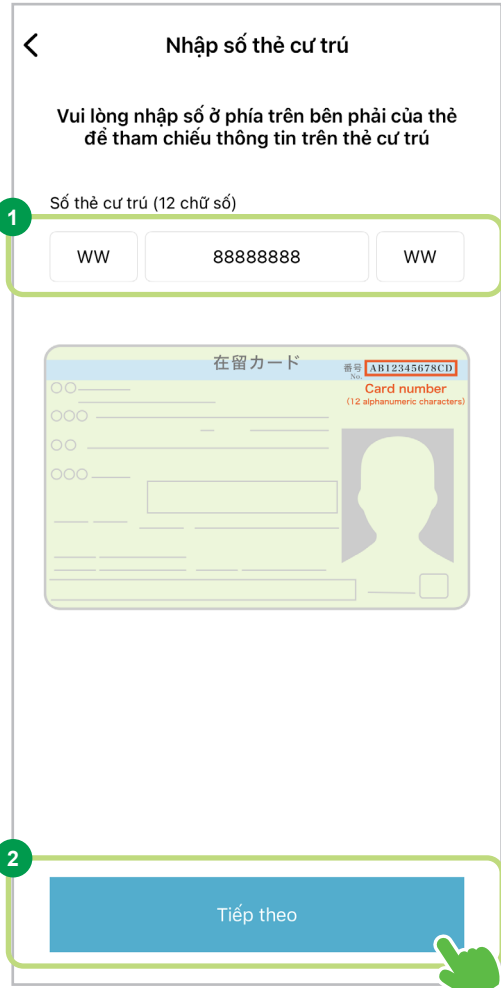 Nhập số thẻ cư trú
Vui lòng nhập số ở phía trên bên phải của thẻ
để tham chiếu thông tin trên thẻ cư trú
Số thẻ cư trú (12 chữ số)
1
WW 88888888 WW
在留カード
番号 AB12345678CD
No.
Card number
(12 alphanumeric characters)
2
Tiếp theo